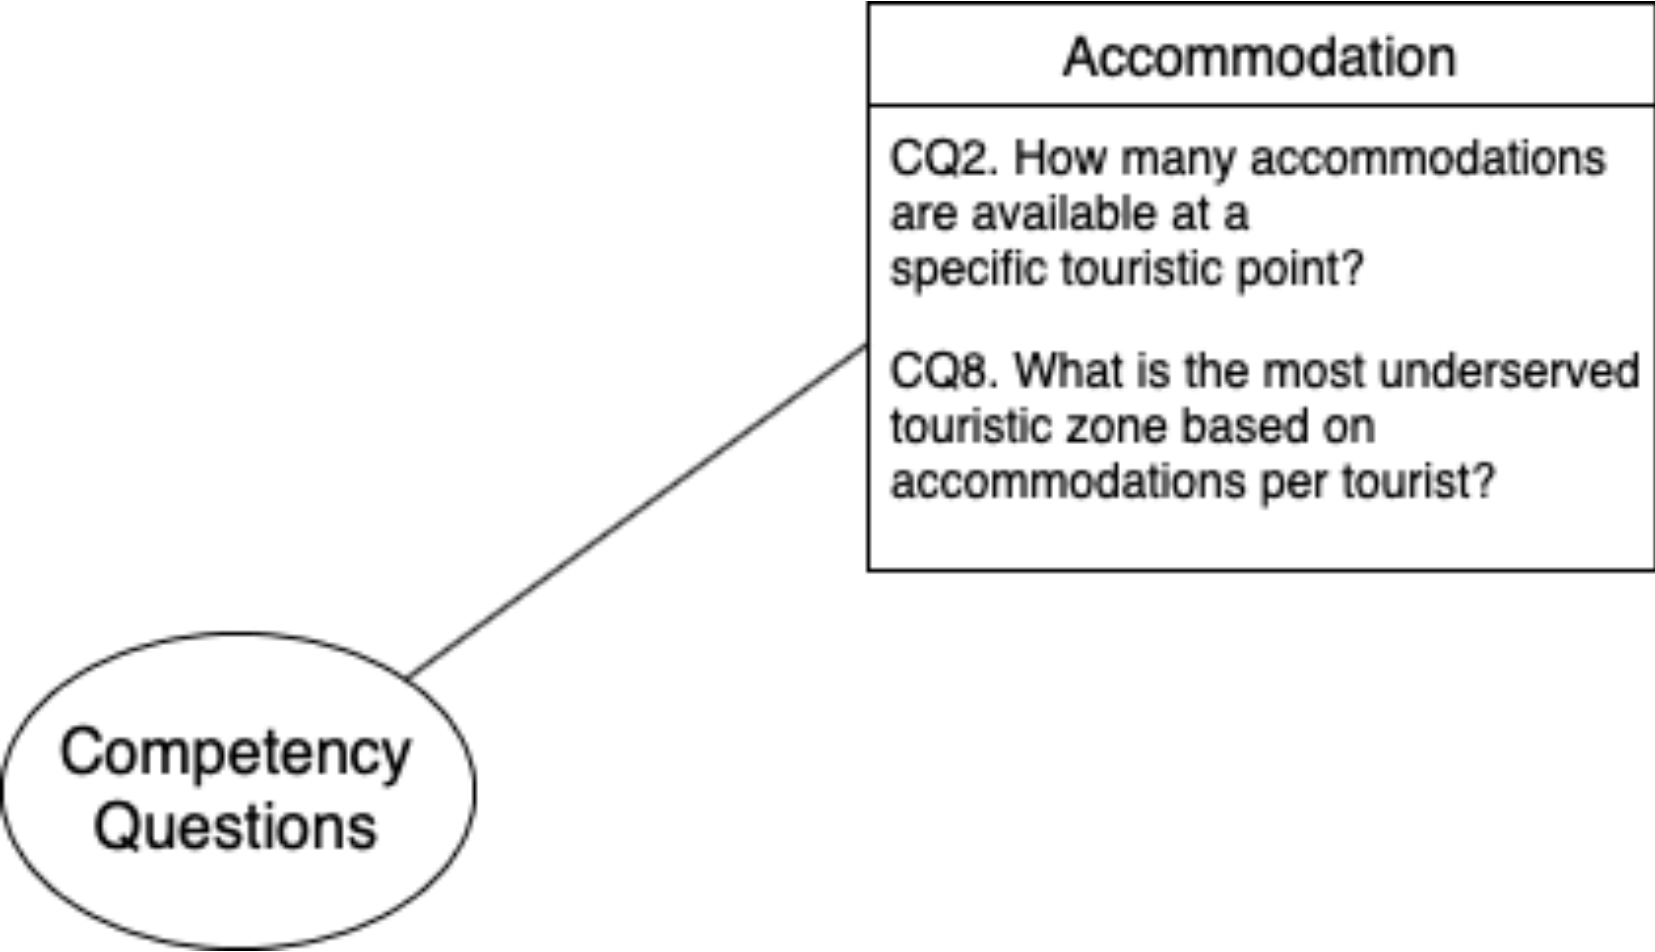 Accommodation
CQ2. How many accommodations
are available at a
specific touristic point?
CQ8. What is the most underserved
touristic zone based on
accommodations per tourist?
Competency
Questions